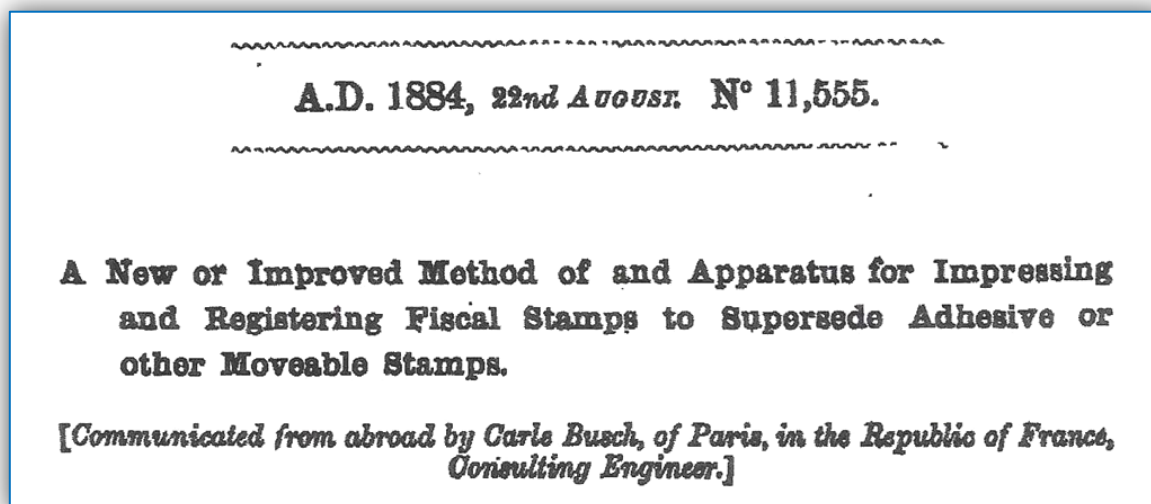 A.D. 1884, 22nd AUGUST. Nº 11,555.
A New or Improved Method of and Apparatus for Impressing
and Registering Fiscal Stamps to Supersede Adhesive or
other Moveable Stamps.
[Communicated from abroad by Carle Busch, of Paris, in the Republic of France,
Consulting Engineer.]